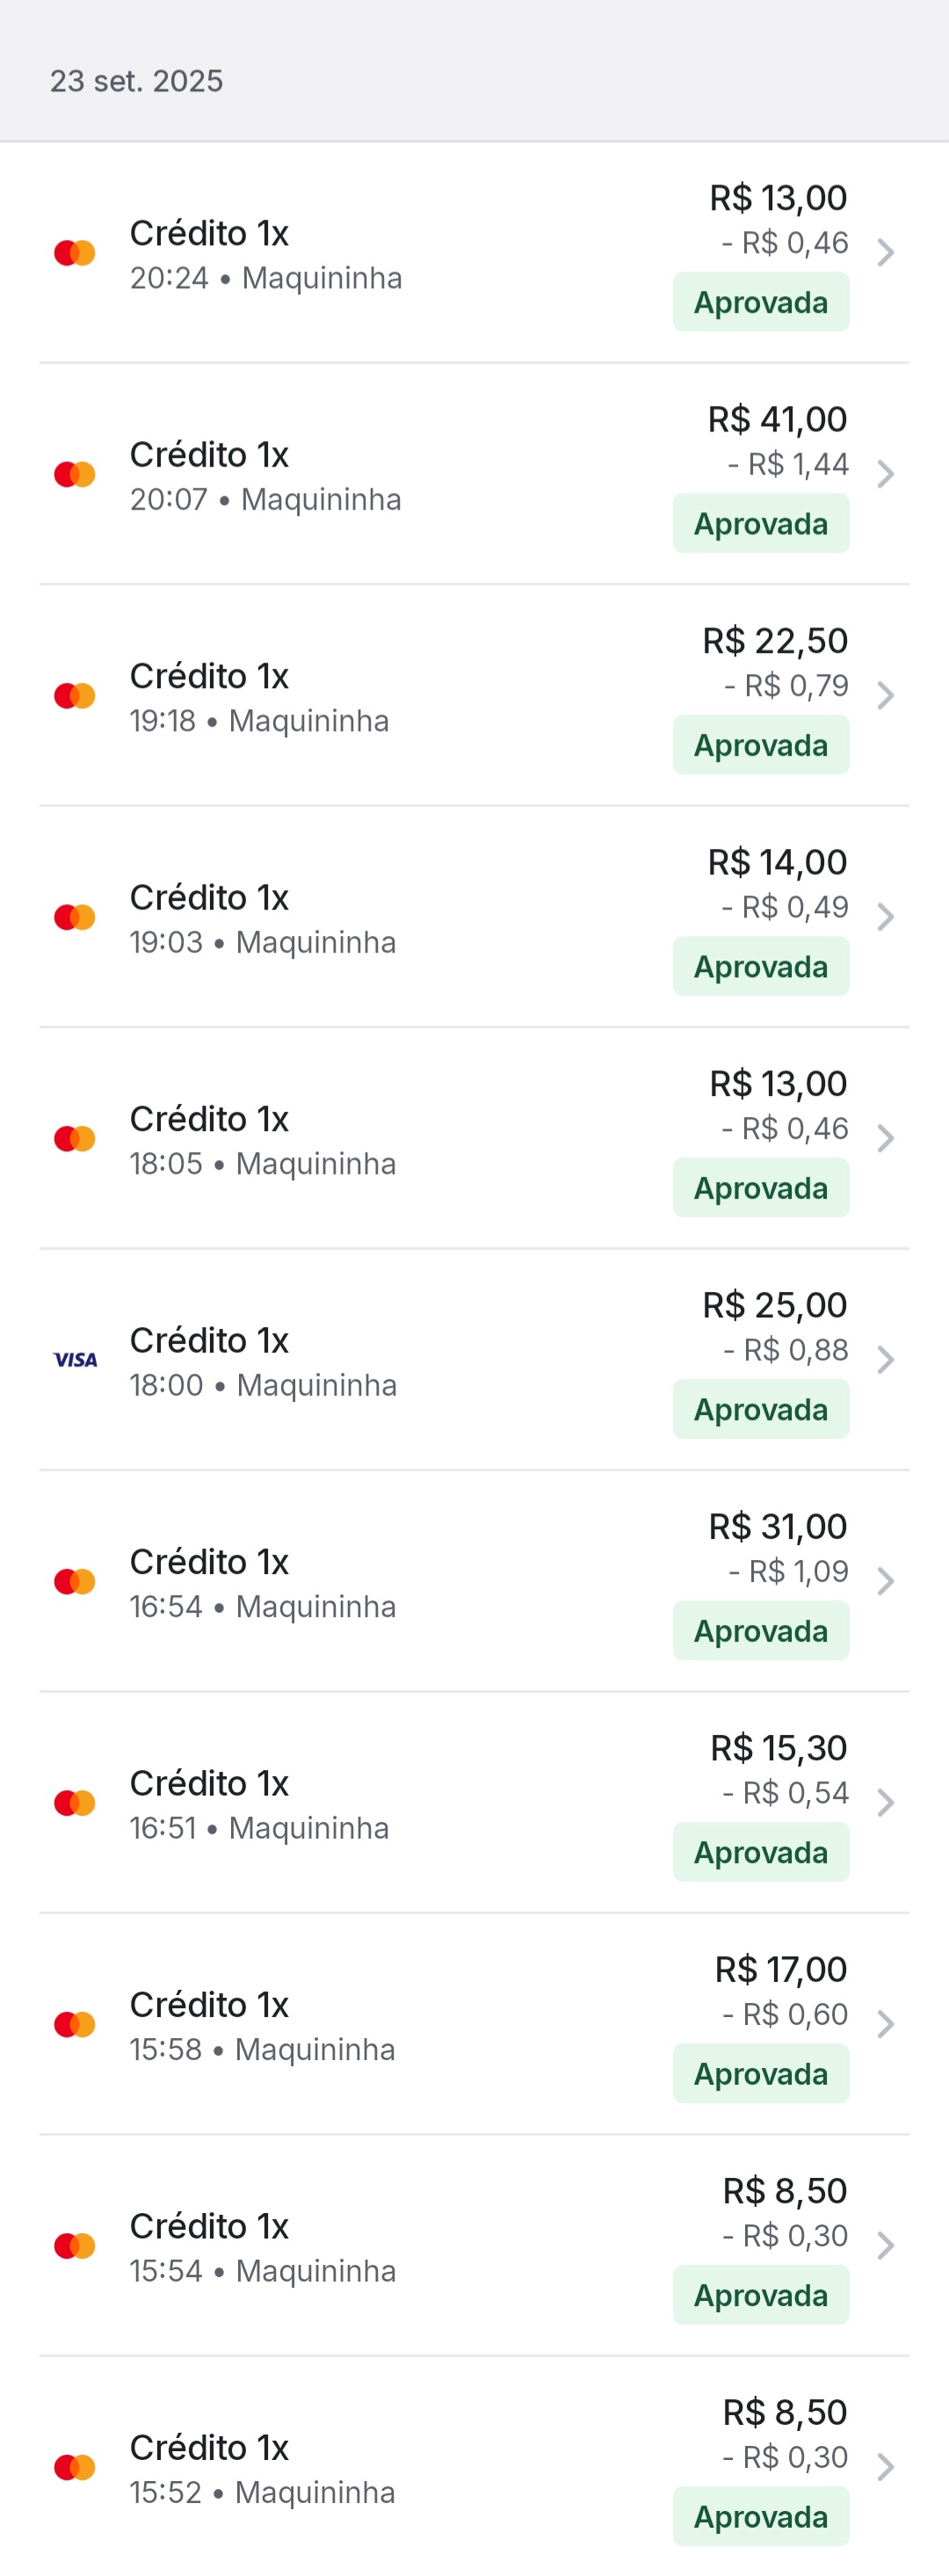 23 set. 2025
Crédito 1x
20:24 • Maquininha
R$ 13,00
- R$ 0,46
Aprovada
Crédito 1x
20:07 • Maquininha
R$ 41,00
- R$ 1,44
Aprovada
Crédito 1x
19:18 • Maquininha
R$ 22,50
- R$ 0,79
Aprovada
Crédito 1x
19:03 • Maquininha
R$ 14,00
- R$ 0,49
Aprovada
Crédito 1x
18:05 • Maquininha
R$ 13,00
- R$ 0,46
Aprovada
VISA
Crédito 1x
18:00 • Maquininha
R$ 25,00
- R$ 0,88
Aprovada
Crédito 1x
16:54 • Maquininha
R$ 31,00
- R$ 1,09
Aprovada
Crédito 1x
16:51 • Maquininha
R$ 15,30
- R$ 0,54
Aprovada
Crédito 1x
15:58 • Maquininha
R$ 17,00
- R$ 0,60
Aprovada
Crédito 1x
15:54 • Maquininha
R$ 8,50
- R$ 0,30
Aprovada
Crédito 1x
15:52 • Maquininha
R$ 8,50
- R$ 0,30
Aprovada